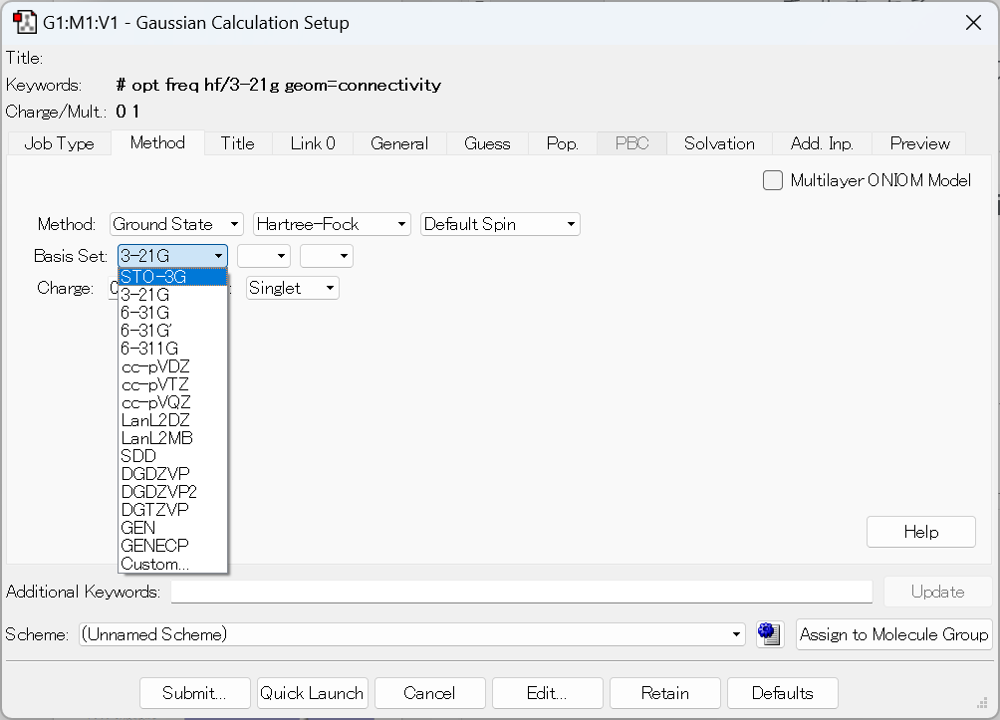 G1:M1:V1 - Gaussian Calculation Setup
Title:
Keywords: # opt freq hf/3-21g geom=connectivity
Charge/Mult.: 0 1
Job Type Method Title Link 0 General Guess Pop. PBC Solvation Add. Inp. Preview
Multilayer ONIOM Model
Method: Ground State Hartree-Fock Default Spin
Basis Set: 3-21G
Charge: 0 : Singlet
STO-3G
3-21G
6-31G
6-31G'
6-311G
cc-pVDZ
cc-pVTZ
cc-pVQZ
LanL2DZ
LanL2MB
SDD
DGDZVP
DGDZVP2
DGTZVP
GEN
GENECP
Custom...
Help
Additional Keywords: Update
Scheme: (Unnamed Scheme) Assign to Molecule Group
Submit... Quick Launch Cancel Edit... Retain Defaults